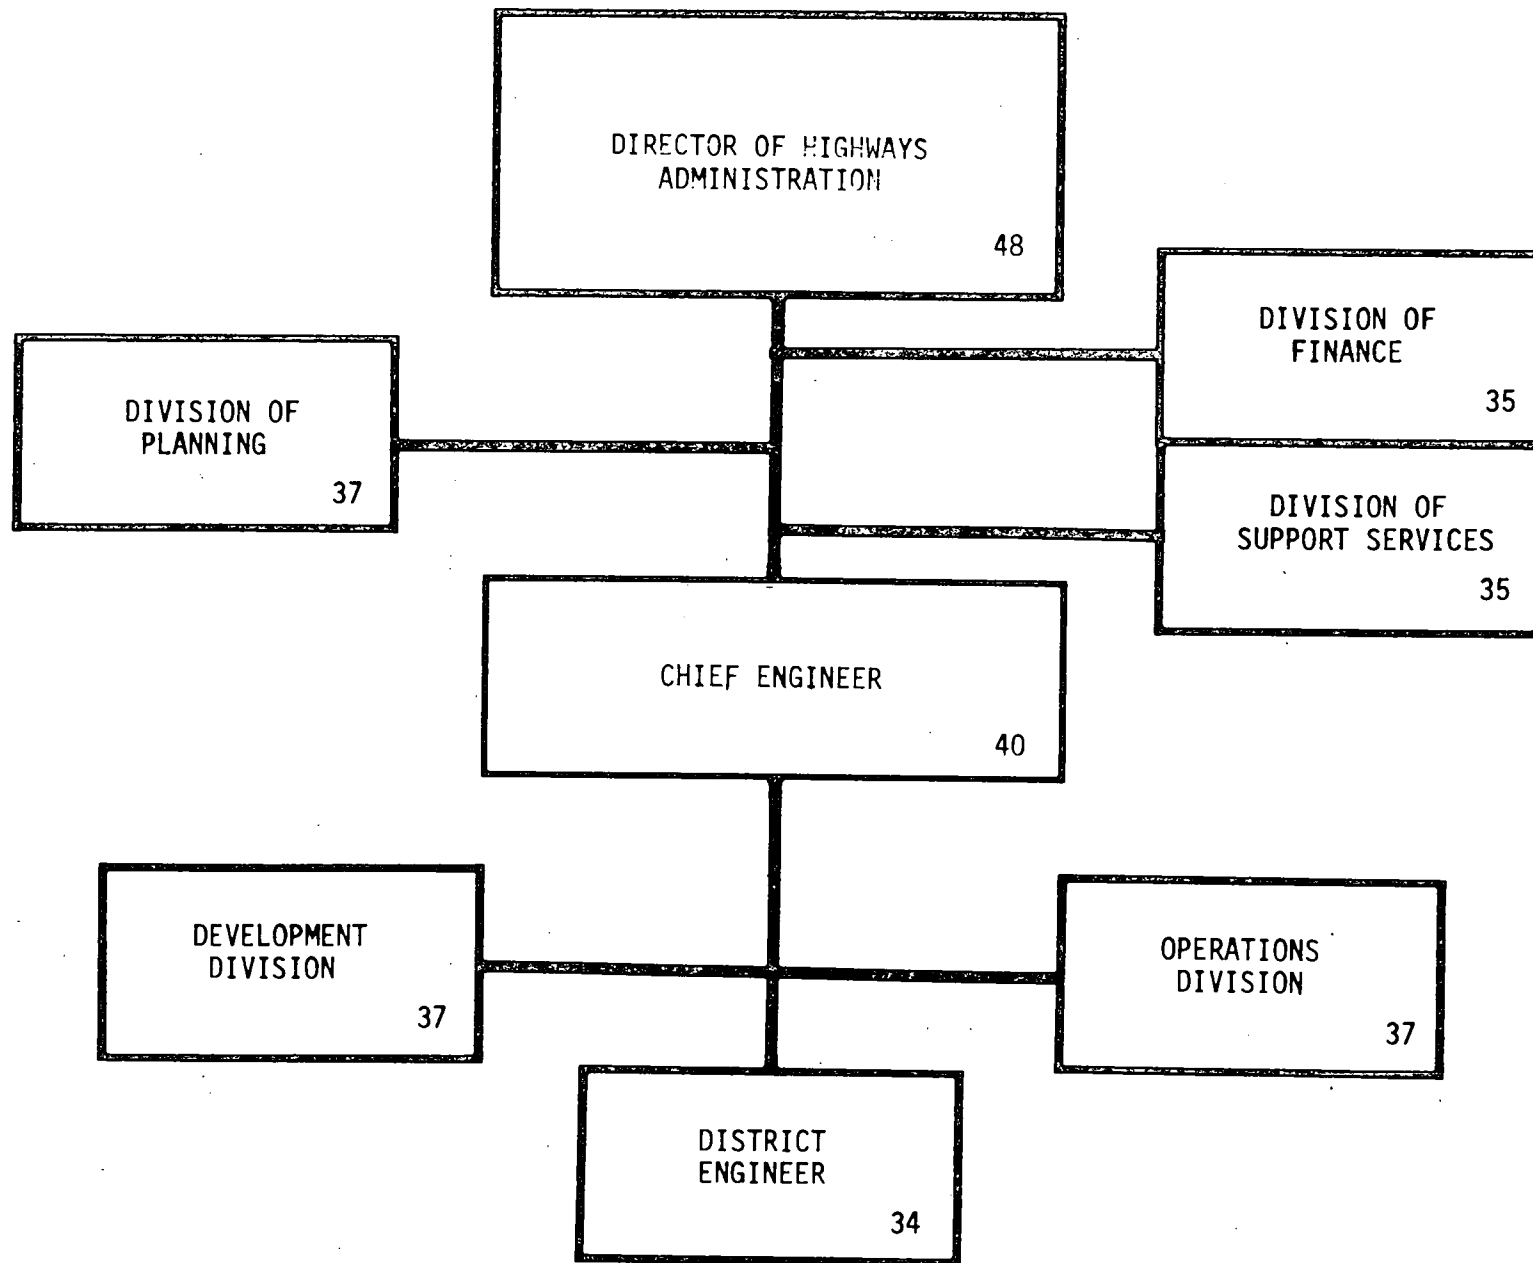 DIRECTOR OF HIGHWAYS
ADMINISTRATION
48
DIVISION OF
FINANCE
35
DIVISION OF
PLANNING
37
DIVISION OF
SUPPORT SERVICES
35
CHIEF ENGINEER
40
DEVELOPMENT
DIVISION
37
OPERATIONS
DIVISION
37
DISTRICT
ENGINEER
34